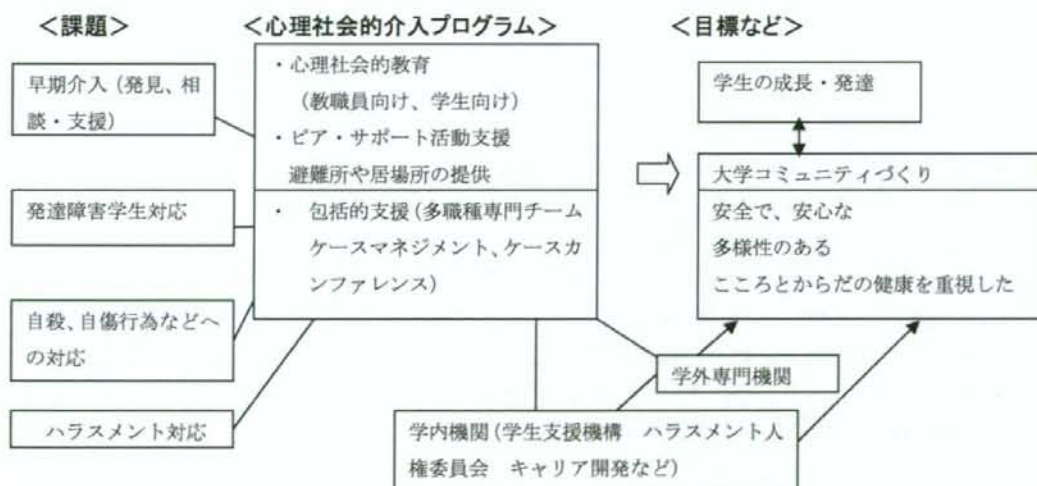 ＜課題＞
＜心理社会的介入プログラム＞
＜目標など＞
早期介入（発見、相
談・支援）
発達障害学生対応
自殺、自傷行為などへ
の対応
ハラスメント対応
・心理社会的教育
（教職員向け、学生向け）
・ピア・サポート活動支援
避難所や居場所の提供
・　包括的支援（多職種専門チーム
ケースマネジメント、ケースカ
ンファレンス）
学生の成長・発達
大学コミュニティづくり
安全で、安心な
多様性のある
こころとからだの健康を重視した
学外専門機関
学内機関（学生支援機構　ハラスメント人
権委員会　キャリア開発など）